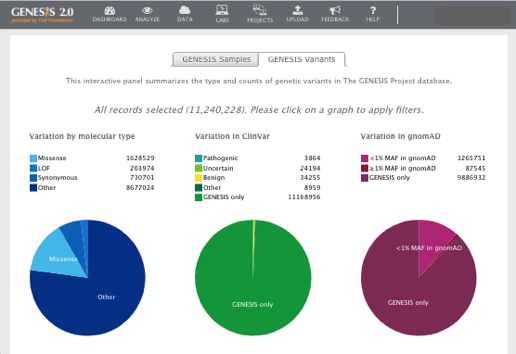 GENESIS 2.0
provided by TGP Foundation
DASHBOARD ANALYZE DATA LABS PROJECTS UPLOAD FEEDBACK HELP
GENESIS Samples GENESIS Variants
This interactive panel summarizes the type and counts of genetic variants in The GENESIS Project database.
All records selected (11,240,228). Please click on a graph to apply filters.
Variation by molecular type
Missense 1628529
LOF 203974
Synonymous 730701
Other 8677024
Missense
Other
Variation in ClinVar
Pathogenic 3864
Uncertain 24194
Benign 34255
Other 8959
GENESIS only 11168956
GENESIS only
Variation in gnomAD
<1% MAF in gnomAD 1265751
≥1% MAF in gnomAD 87545
GENESIS only 9886932
<1% MAF in gnomAD
GENESIS only